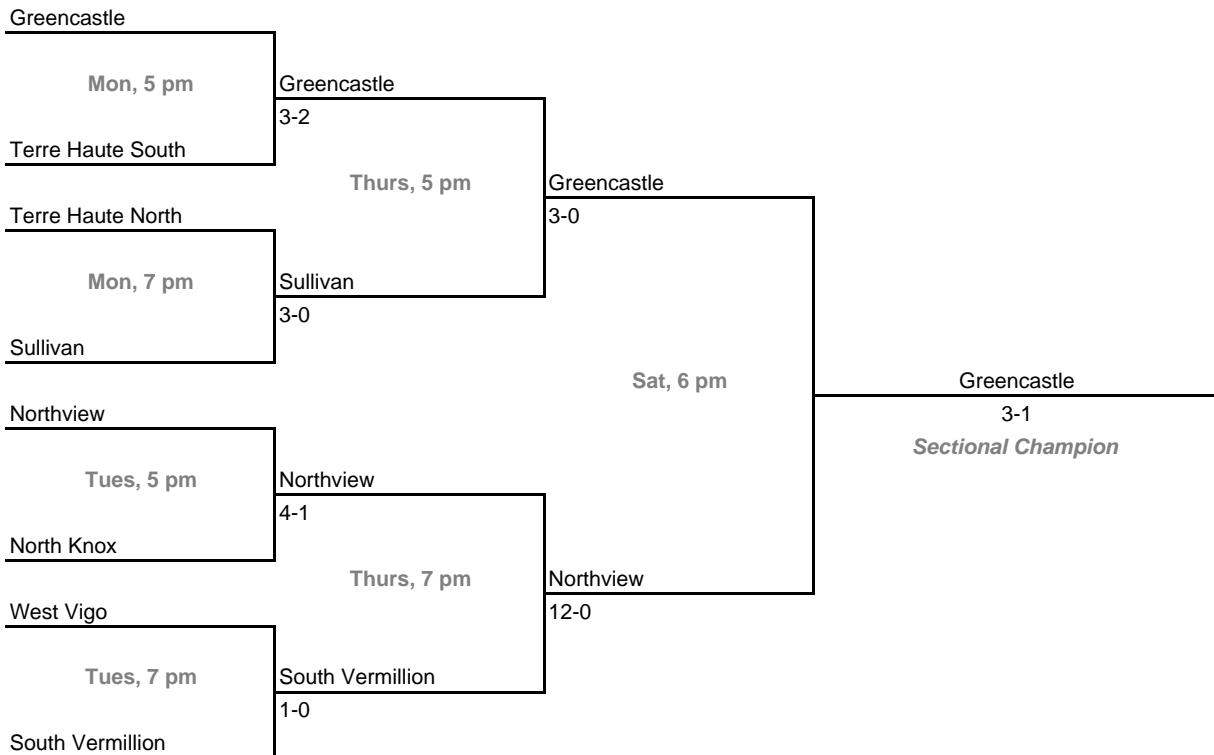 Greencastle
Mon, 5 pm
Greencastle
3-2
Terre Haute South
Thurs, 5 pm
Greencastle
3-0
Terre Haute North
Mon, 7 pm
Sullivan
3-0
Sullivan
Sat, 6 pm
Greencastle
3-1
Sectional Champion
Northview
Tues, 5 pm
Northview
4-1
North Knox
Thurs, 7 pm
Northview
12-0
West Vigo
Tues, 7 pm
South Vermillion
1-0
South Vermillion